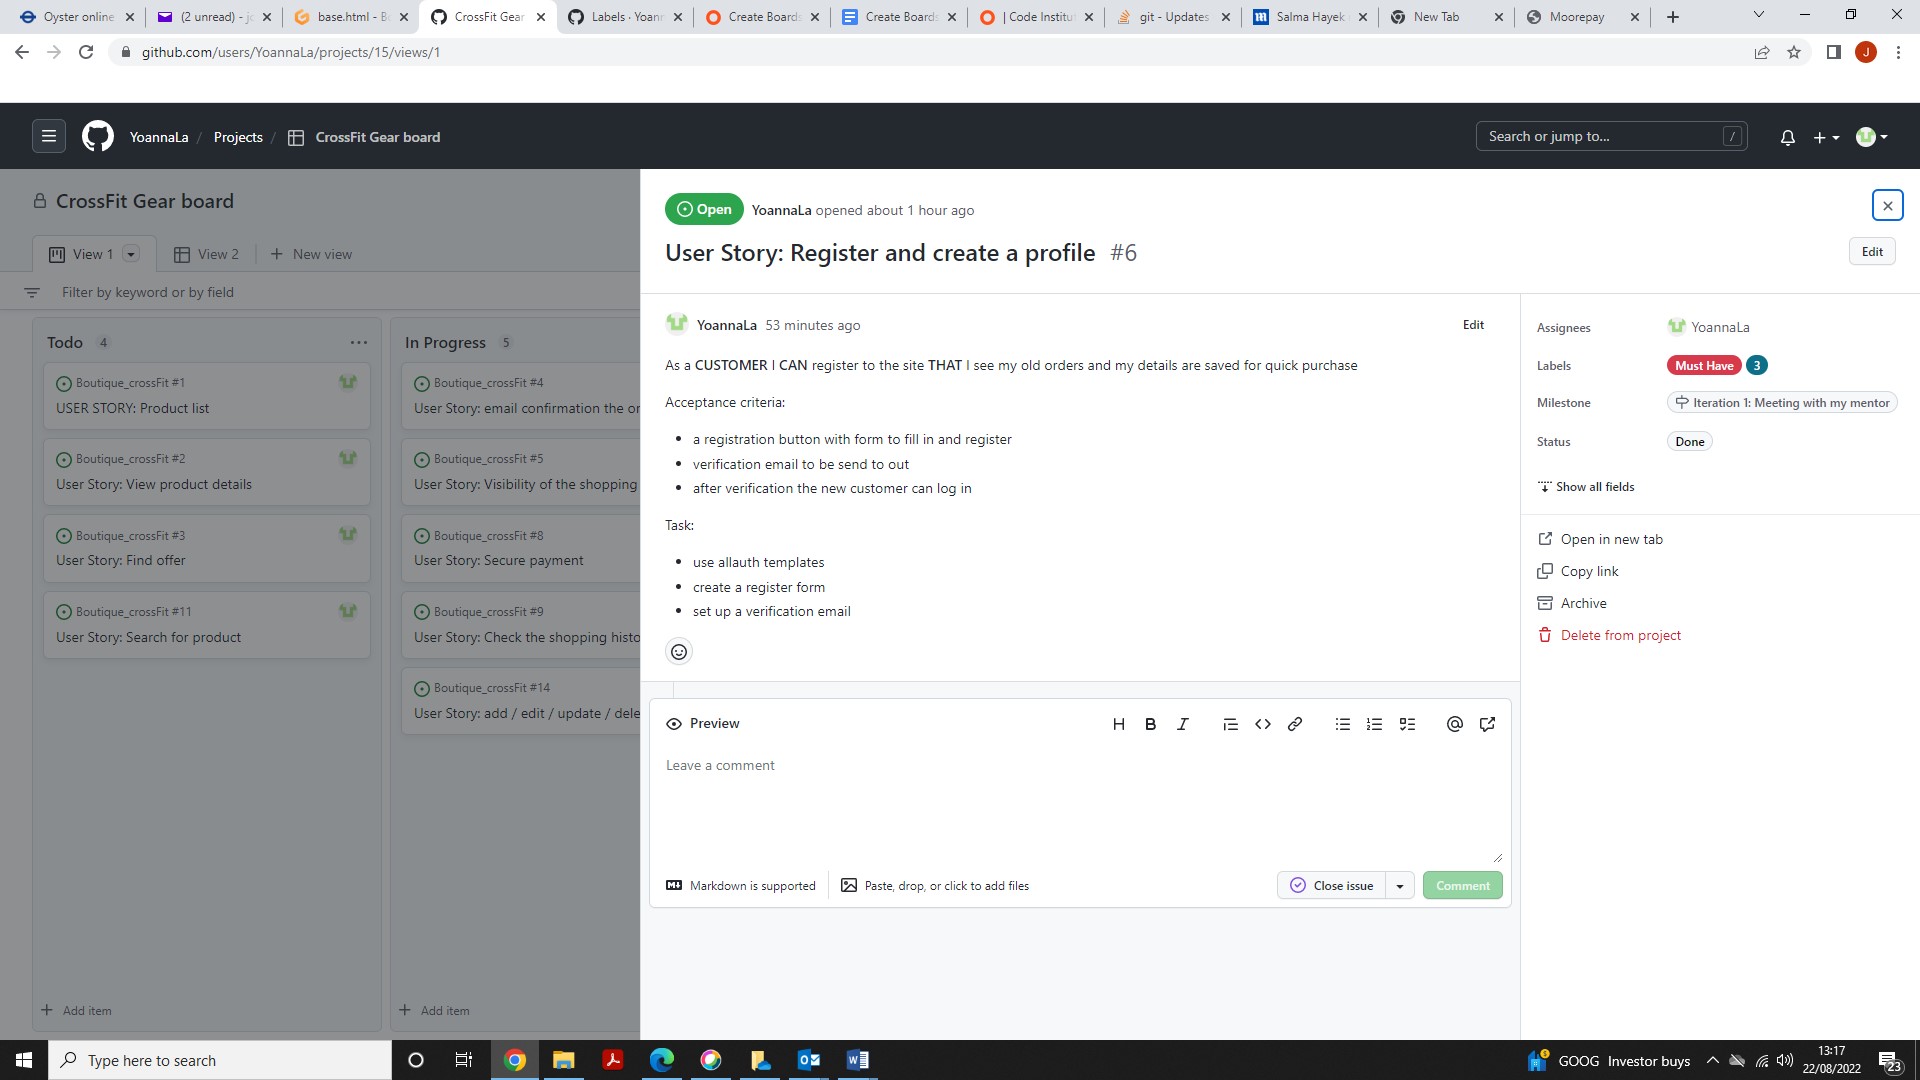 Oyster online
(2 unread) - jo
base.html - B
CrossFit Gear
Labels · Yoann
Create Boards
Create Boards
| Code Institu
git - Updates
Salma Hayek
New Tab
Moorepay
github.com/users/YoannaLa/projects/15/views/1
J
YoannaLa / Projects / CrossFit Gear board
Search or jump to... /
CrossFit Gear board
View 1
View 2
New view
Filter by keyword or by field
Todo 4
Boutique_crossFit #1
USER STORY: Product list
Boutique_crossFit #2
User Story: View product details
Boutique_crossFit #3
User Story: Find offer
Boutique_crossFit #11
User Story: Search for product
Add item
In Progress 5
Boutique_crossFit #4
User Story: email confirmation the or
Boutique_crossFit #5
User Story: Visibility of the shopping
Boutique_crossFit #8
User Story: Secure payment
Boutique_crossFit #9
User Story: Check the shopping histo
Boutique_crossFit #14
User Story: add / edit / update / dele
Add item
Open YoannaLa opened about 1 hour ago
User Story: Register and create a profile #6
Edit
YoannaLa 53 minutes ago
Edit
As a CUSTOMER I CAN register to the site THAT I see my old orders and my details are saved for quick purchase
Acceptance criteria:
• a registration button with form to fill in and register
• verification email to be send to out
• after verification the new customer can log in
Task:
• use allauth templates
• create a register form
• set up a verification email
Preview
H B I
Leave a comment
Markdown is supported
Paste, drop, or click to add files
Close issue
Comment
Assignees YoannaLa
Labels Must Have 3
Milestone Iteration 1: Meeting with my mentor
Status Done
Show all fields
Open in new tab
Copy link
Archive
Delete from project
Type here to search
GOOG Investor buys
13:17
22/08/2022
23